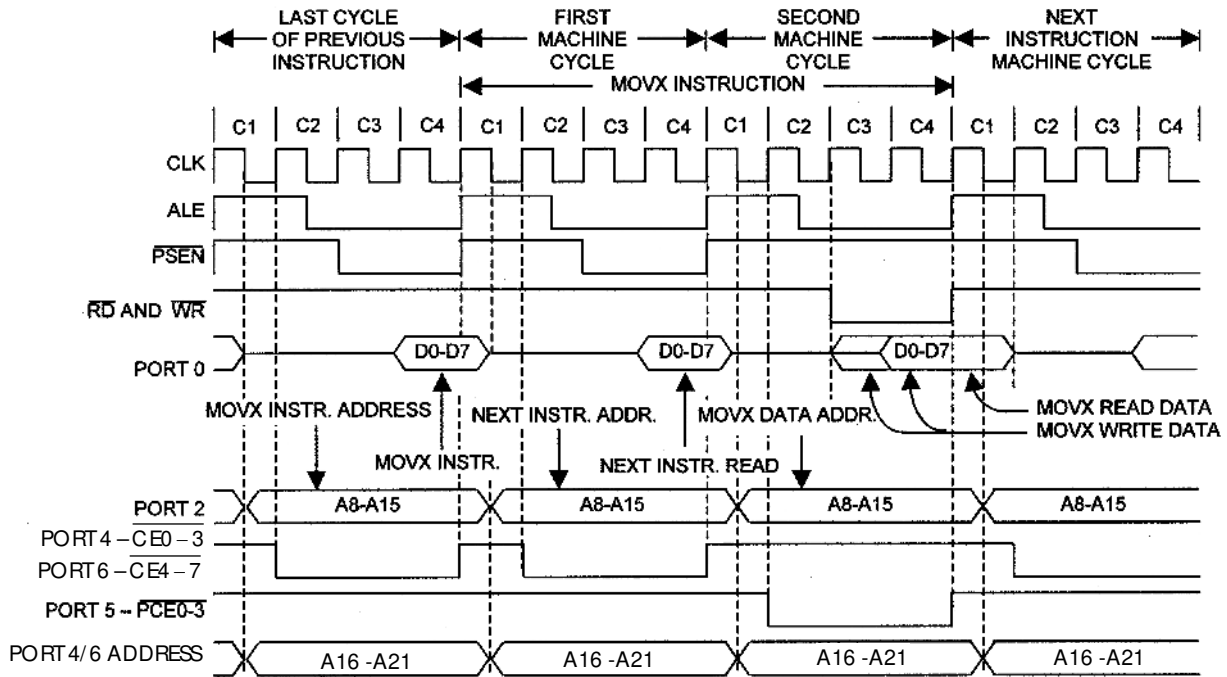 LAST CYCLE OF PREVIOUS INSTRUCTION
FIRST MACHINE CYCLE
SECOND MACHINE CYCLE
NEXT INSTRUCTION MACHINE CYCLE
MOVX INSTRUCTION
C1 C2 C3 C4 C1 C2 C3 C4 C1 C2 C3 C4 C1 C2 C3 C4
CLK
ALE
PSEN
RD AND WR
PORT 0
D0-D7 D0-D7 D0-D7
MOVX INSTR. ADDRESS
NEXT INSTR. ADDR.
MOVX DATA ADDR.
MOVX READ DATA
MOVX WRITE DATA
MOVX INSTR.
NEXT INSTR. READ
PORT 2 A8-A15 A8-A15 A8-A15 A8-A15
PORT 4 – CE0 – 3
PORT 6 – CE4 – 7
PORT 5 – PCE0-3
PORT 4/6 ADDRESS A16 -A21 A16 -A21 A16 -A21 A16 -A21